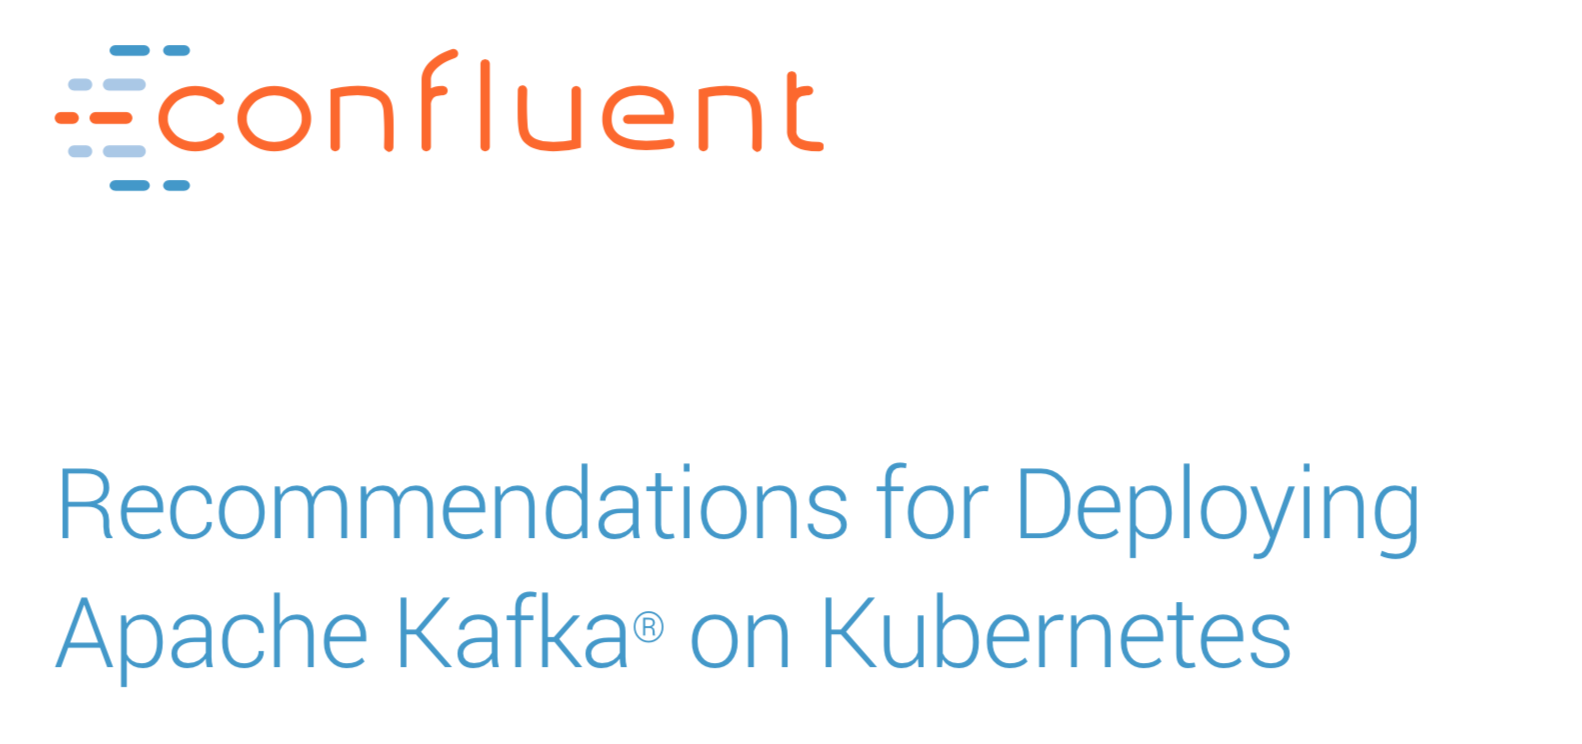 confluent
Recommendations for Deploying
Apache Kafka® on Kubernetes